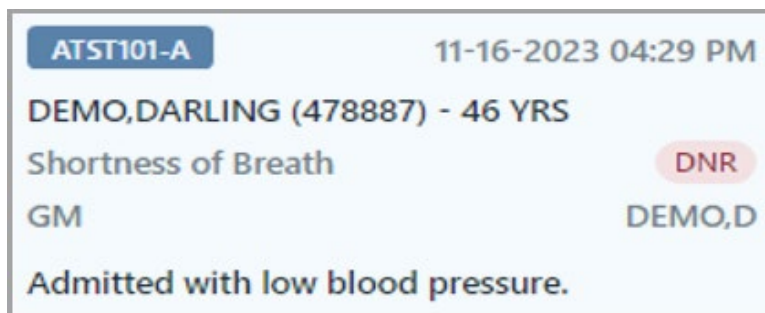 ATST101-A 11-16-2023 04:29 PM
DEMO,DARLING (478887) - 46 YRS
Shortness of Breath DNR
GM DEMO,D
Admitted with low blood pressure.